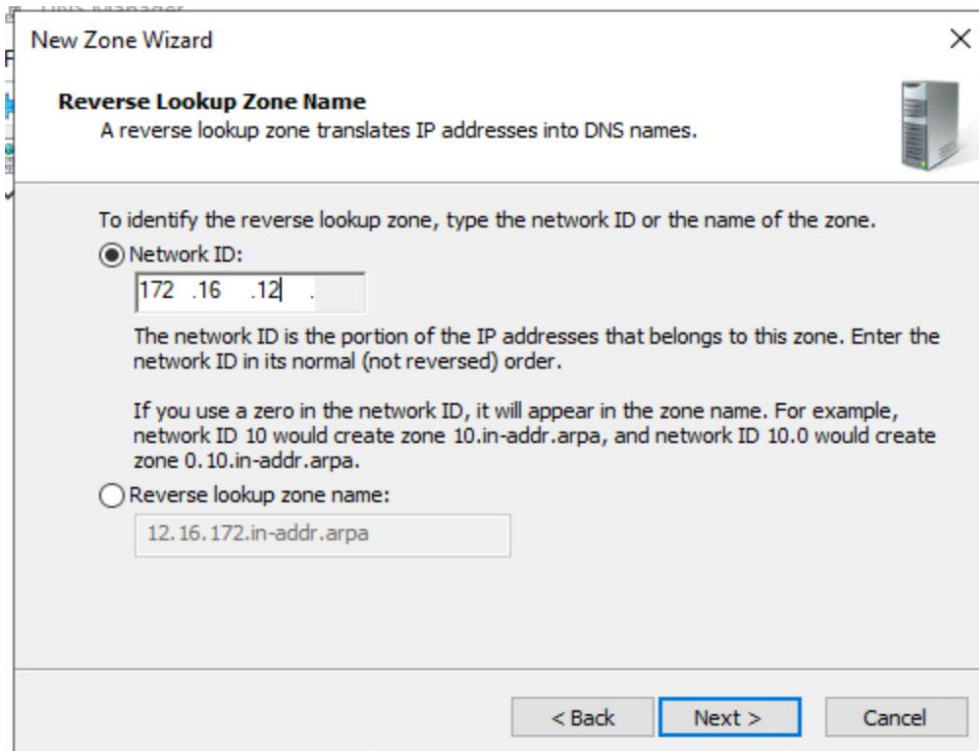 DNS Manager
New Zone Wizard
Reverse Lookup Zone Name
A reverse lookup zone translates IP addresses into DNS names.
To identify the reverse lookup zone, type the network ID or the name of the zone.
Network ID:
172 .16 .12 .
The network ID is the portion of the IP addresses that belongs to this zone. Enter the
network ID in its normal (not reversed) order.
If you use a zero in the network ID, it will appear in the zone name. For example,
network ID 10 would create zone 10.in-addr.arpa, and network ID 10.0 would create
zone 0.10.in-addr.arpa.
Reverse lookup zone name:
12.16.172.in-addr.arpa
< Back Next > Cancel